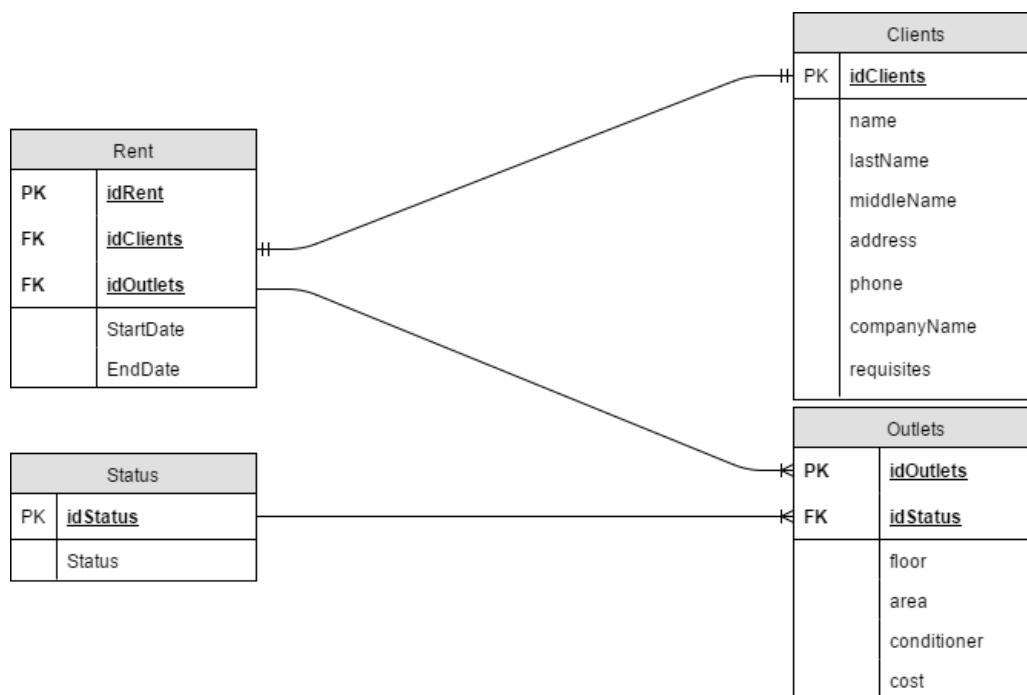 Clients
PK idClients
name
lastName
middleName
address
phone
companyName
requisites
Rent
PK idRent
FK idClients
FK idOutlets
StartDate
EndDate
Status
PK idStatus
Status
Outlets
PK idOutlets
FK idStatus
floor
area
conditioner
cost